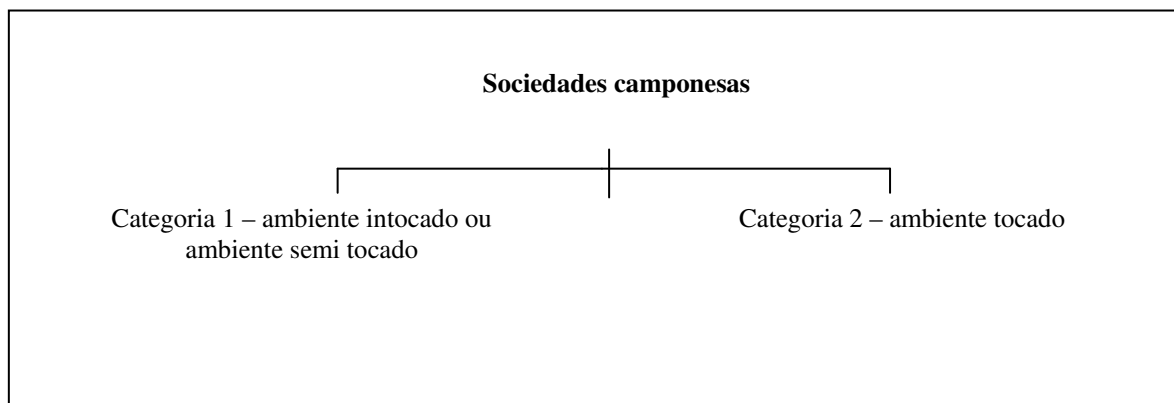 Sociedades camponesas
Categoria 1 – ambiente intocado ou
ambiente semi tocado
Categoria 2 – ambiente tocado